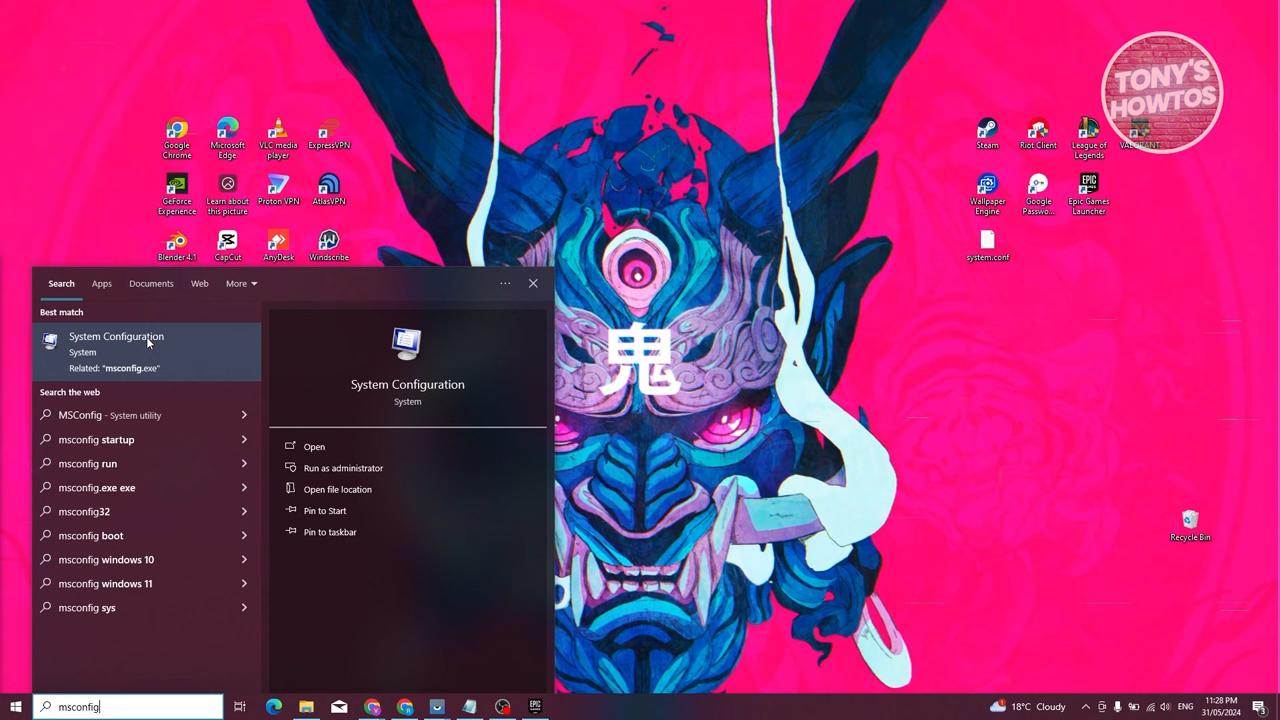 TONY'S
HOWTOS
Google
Chrome
Microsoft
Edge
VLC media
player
ExpressVPN
Steam
Riot Client
League of
Legends
VALORANT
GeForce
Experience
Learn about
this picture
Proton VPN
AtlasVPN
Wallpaper
Engine
Google
Passwo...
EPIC
GAMES
Epic Games
Launcher
Blender 4.1
CapCut
AnyDesk
Windscribe
system.conf
鬼
Search
Apps
Documents
Web
More
Best match
System Configuration
System
Related: "msconfig.exe"
Search the web
MSConfig - System utility
msconfig startup
msconfig run
msconfig.exe exe
msconfig32
msconfig boot
msconfig windows 10
msconfig windows 11
msconfig sys
System Configuration
System
Open
Run as administrator
Open file location
Pin to Start
Pin to taskbar
Recycle Bin
msconfig
18°C Cloudy
ENG
11:28 PM
31/05/2024